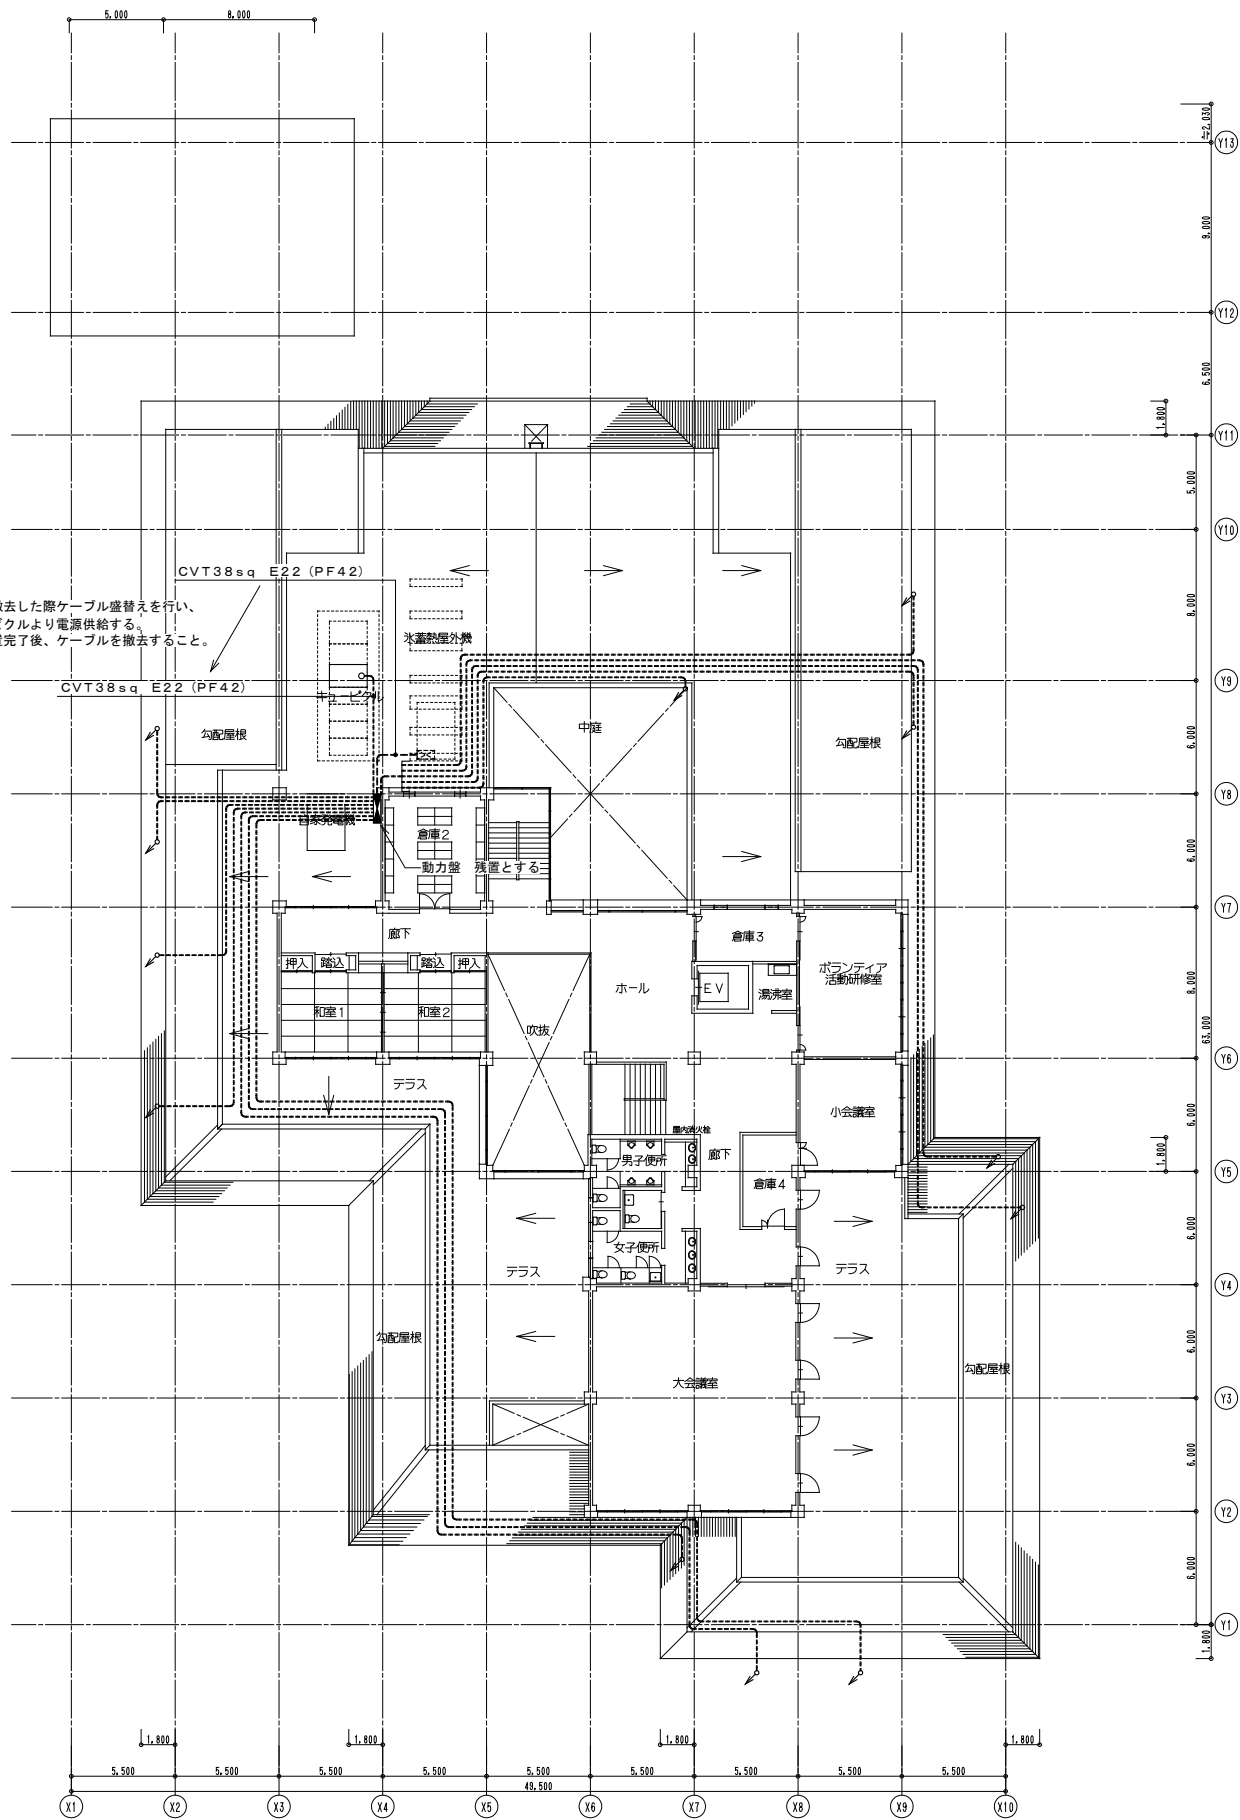 5,000
8,000
≒2,030
Y13
9,000
Y12
6,500
1,800
Y11
5,000
Y10
CVT38sq E22 (PF42)
去した際ケーブル盛替えを行い、
クルより電源供給する。
完了後、ケーブルを撤去すること。
8,000
氷蓄熱屋外機
CVT38sq E22 (PF42)
キュービクル
Y9
中庭
勾配屋根
勾配屋根
6,000
Y8
自家発電機
倉庫2
動力盤 残置とする
6,000
Y7
廊下
倉庫3
押入
踏込
踏込
押入
ホール
EV
湯沸室
ボランティア
活動研修室
8,000
和室1
和室2
吹抜
63,000
Y6
テラス
小会議室
6,000
屋内消火栓
男子便所
廊下
1,800
Y5
倉庫4
6,000
女子便所
テラス
テラス
Y4
勾配屋根
6,000
勾配屋根
大会議室
Y3
6,000
Y2
6,000
Y1
1,800
1,800
1,800
1,800
1,800
5,500
5,500
5,500
5,500
5,500
5,500
5,500
5,500
5,500
49,500
X1
X2
X3
X4
X5
X6
X7
X8
X9
X10